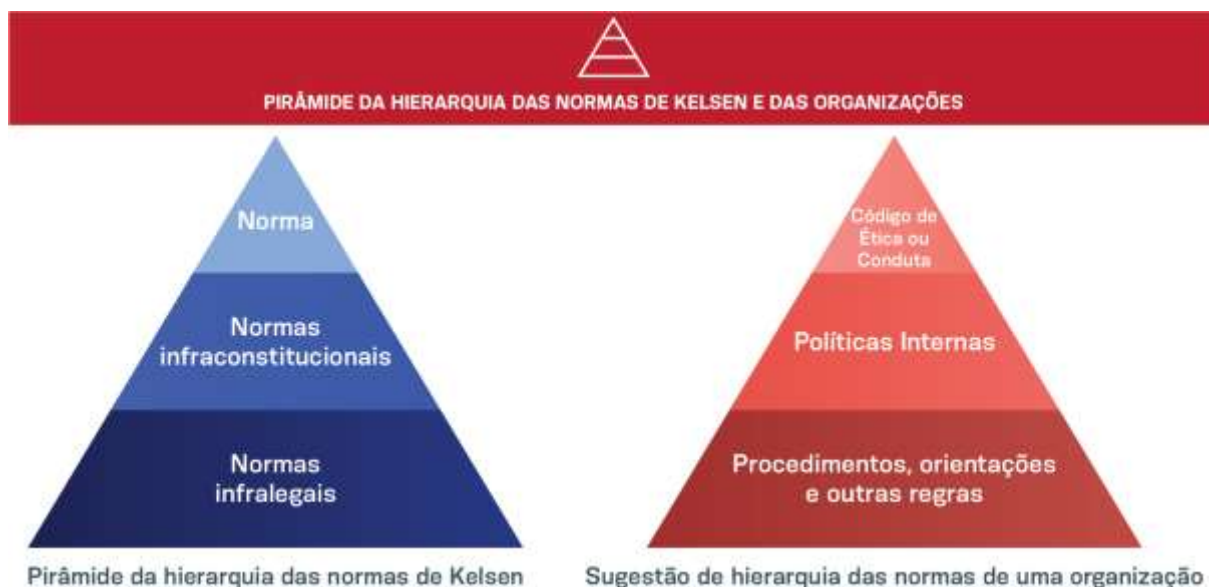 PIRÂMIDE DA HIERARQUIA DAS NORMAS DE KELSEN E DAS ORGANIZAÇÕES
Norma
Normas
infraconstitucionais
Normas
infralegais
Pirâmide da hierarquia das normas de Kelsen
Código de
Ética ou
Conduta
Políticas Internas
Procedimentos, orientações
e outras regras
Sugestão de hierarquia das normas de uma organização